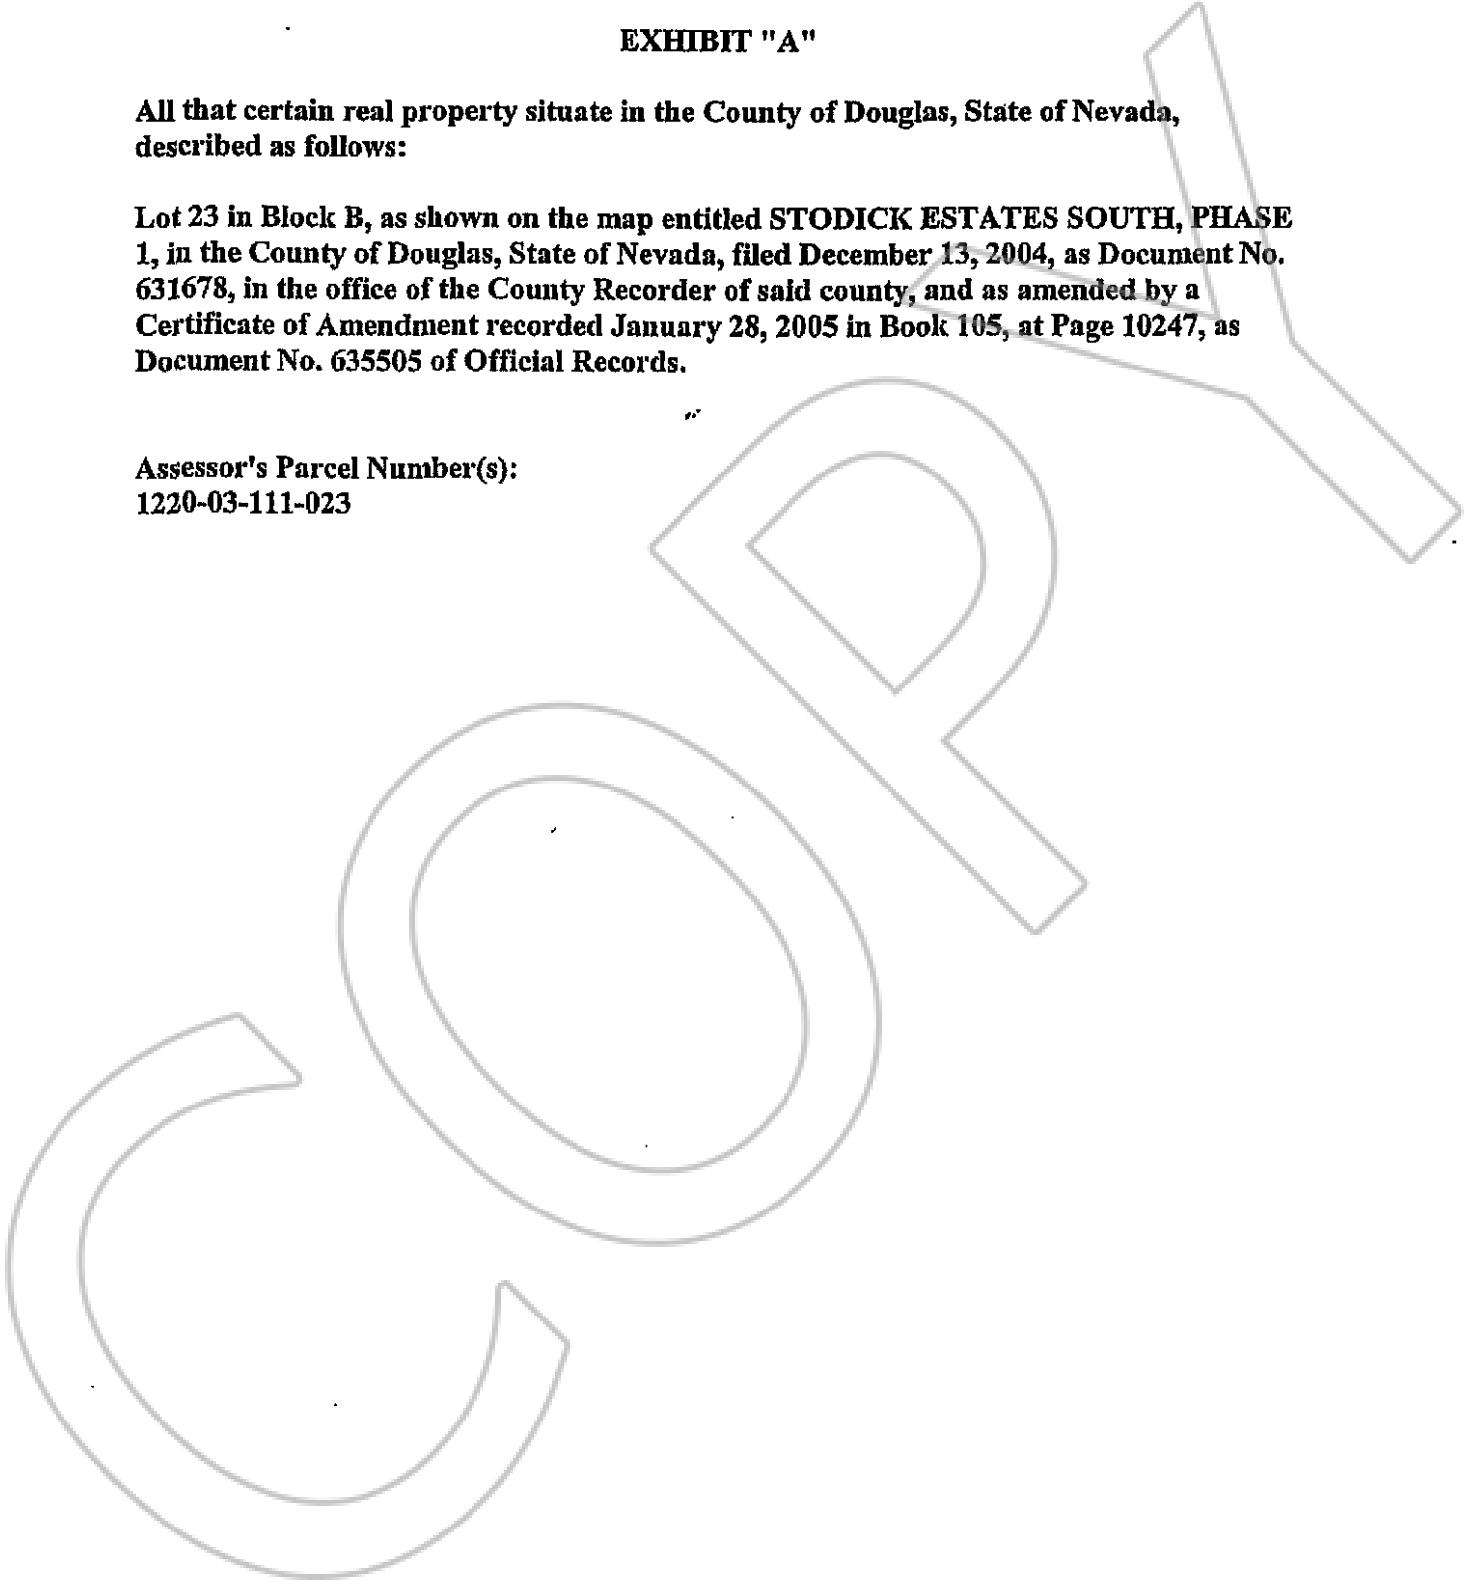 EXHIBIT "A"
All that certain real property situate in the County of Douglas, State of Nevada,
described as follows:
Lot 23 in Block B, as shown on the map entitled STODICK ESTATES SOUTH, PHASE
1, in the County of Douglas, State of Nevada, filed December 13, 2004, as Document No.
631678, in the office of the County Recorder of said county, and as amended by a
Certificate of Amendment recorded January 28, 2005 in Book 105, at Page 10247, as
Document No. 635505 of Official Records.
Assessor's Parcel Number(s):
1220-03-111-023
COPY